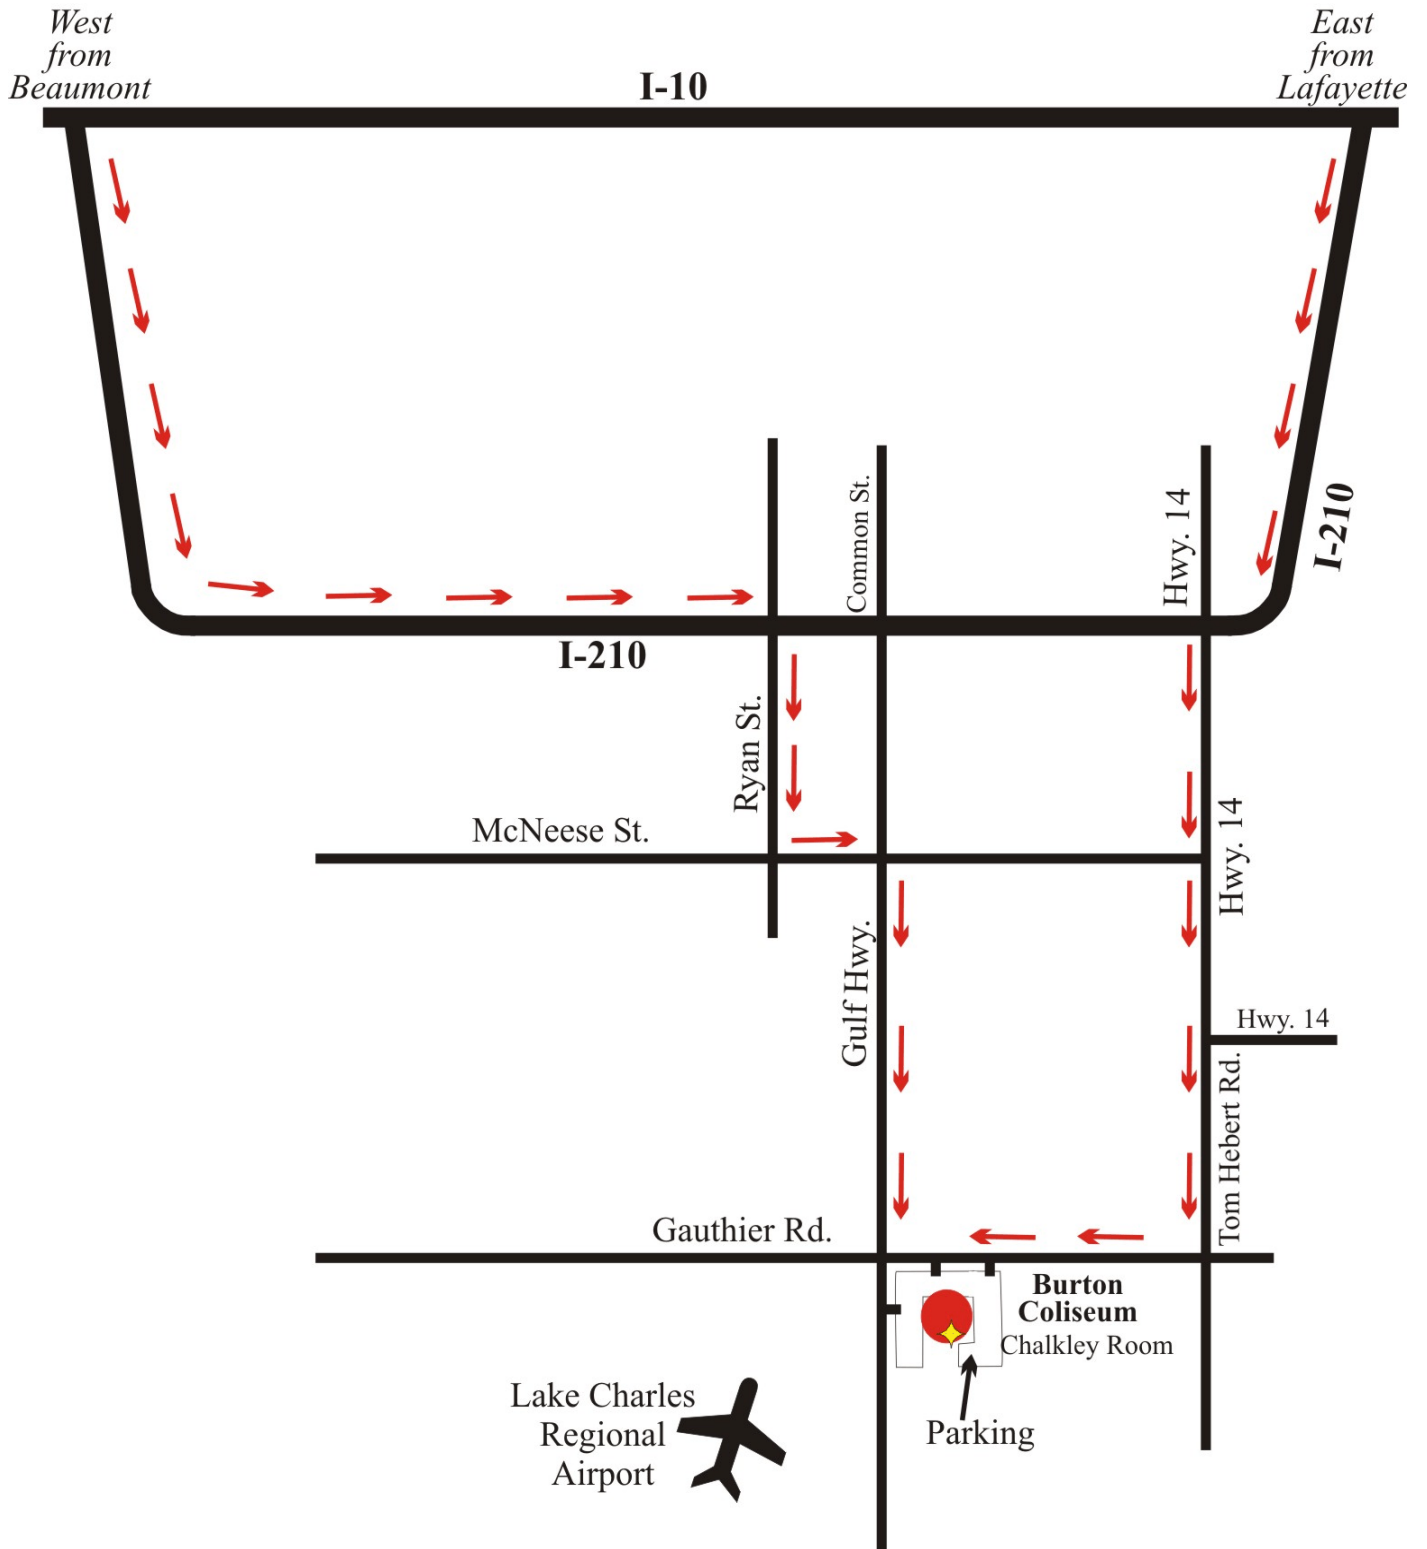 West
from
Beaumont
I-10
East
from
Lafayette
Common St.
Hwy. 14
I-210
I-210
Ryan St.
McNeese St.
Hwy. 14
Gulf Hwy.
Hwy. 14
Tom Hebert Rd.
Gauthier Rd.
Burton
Coliseum
Chalkley Room
Lake Charles
Regional
Airport
Parking